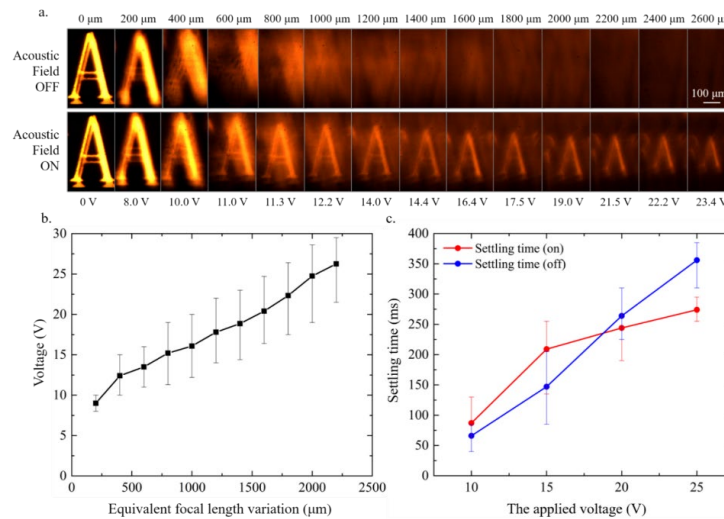 a.
0 μm 200 μm 400 μm 600 μm 800 μm 1000 μm 1200 μm 1400 μm 1600 μm 1800 μm 2000 μm 2200 μm 2400 μm 2600 μm
Acoustic
Field
OFF
100 μm
A
Acoustic
Field
ON
A
0 V 8.0 V 10.0 V 11.0 V 11.3 V 12.2 V 14.0 V 14.4 V 16.4 V 17.5 V 19.0 V 21.5 V 22.2 V 23.4 V
b.
30
25
20
15
10
5
0
Voltage (V)
0 500 1000 1500 2000 2500
Equivalent focal length variation (μm)
c.
400
350
300
250
200
150
100
50
0
Settling time (ms)
Settling time (on)
Settling time (off)
10 15 20 25
The applied voltage (V)